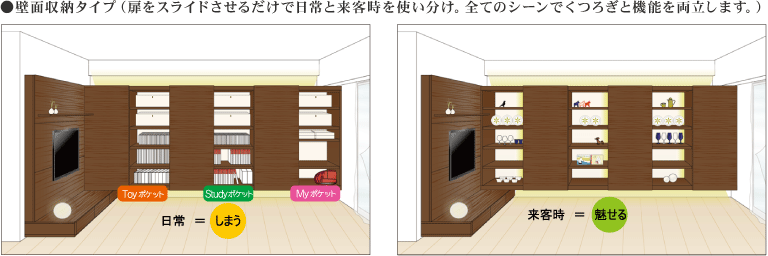 ●壁面収納タイプ（扉をスライドさせるだけで日常と来客時を使い分け。全てのシーンでくつろぎと機能を両立します。）
Toyポケット Studyポケット Myポケット
日常 ＝ しまう
来客時 ＝ 魅せる